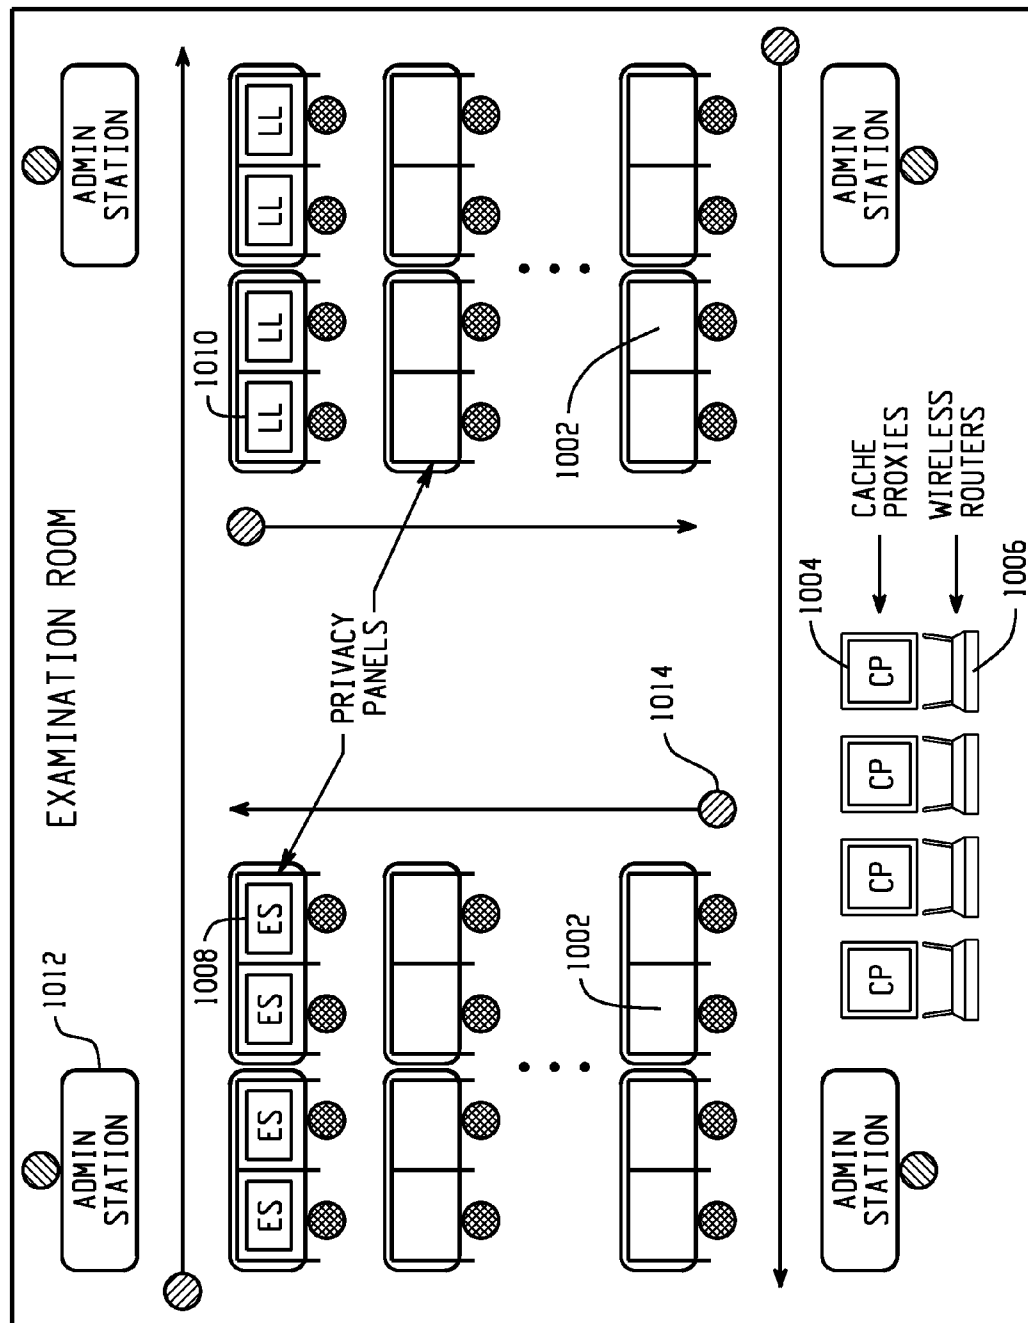 EXAMINATION ROOM
ADMIN
STATION
1012
ADMIN
STATION
1008
1010
ES
ES
ES
ES
LL
LL
LL
LL
PRIVACY
PANELS
1002
1002
1014
1004
CACHE
PROXIES
ADMIN
STATION
CP
CP
CP
CP
ADMIN
STATION
WIRELESS
ROUTERS
1006